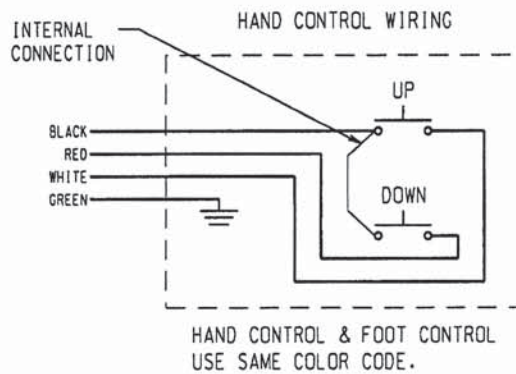 HAND CONTROL WIRING
INTERNAL
CONNECTION
UP
BLACK
RED
WHITE
GREEN
DOWN
HAND CONTROL & FOOT CONTROL
USE SAME COLOR CODE.